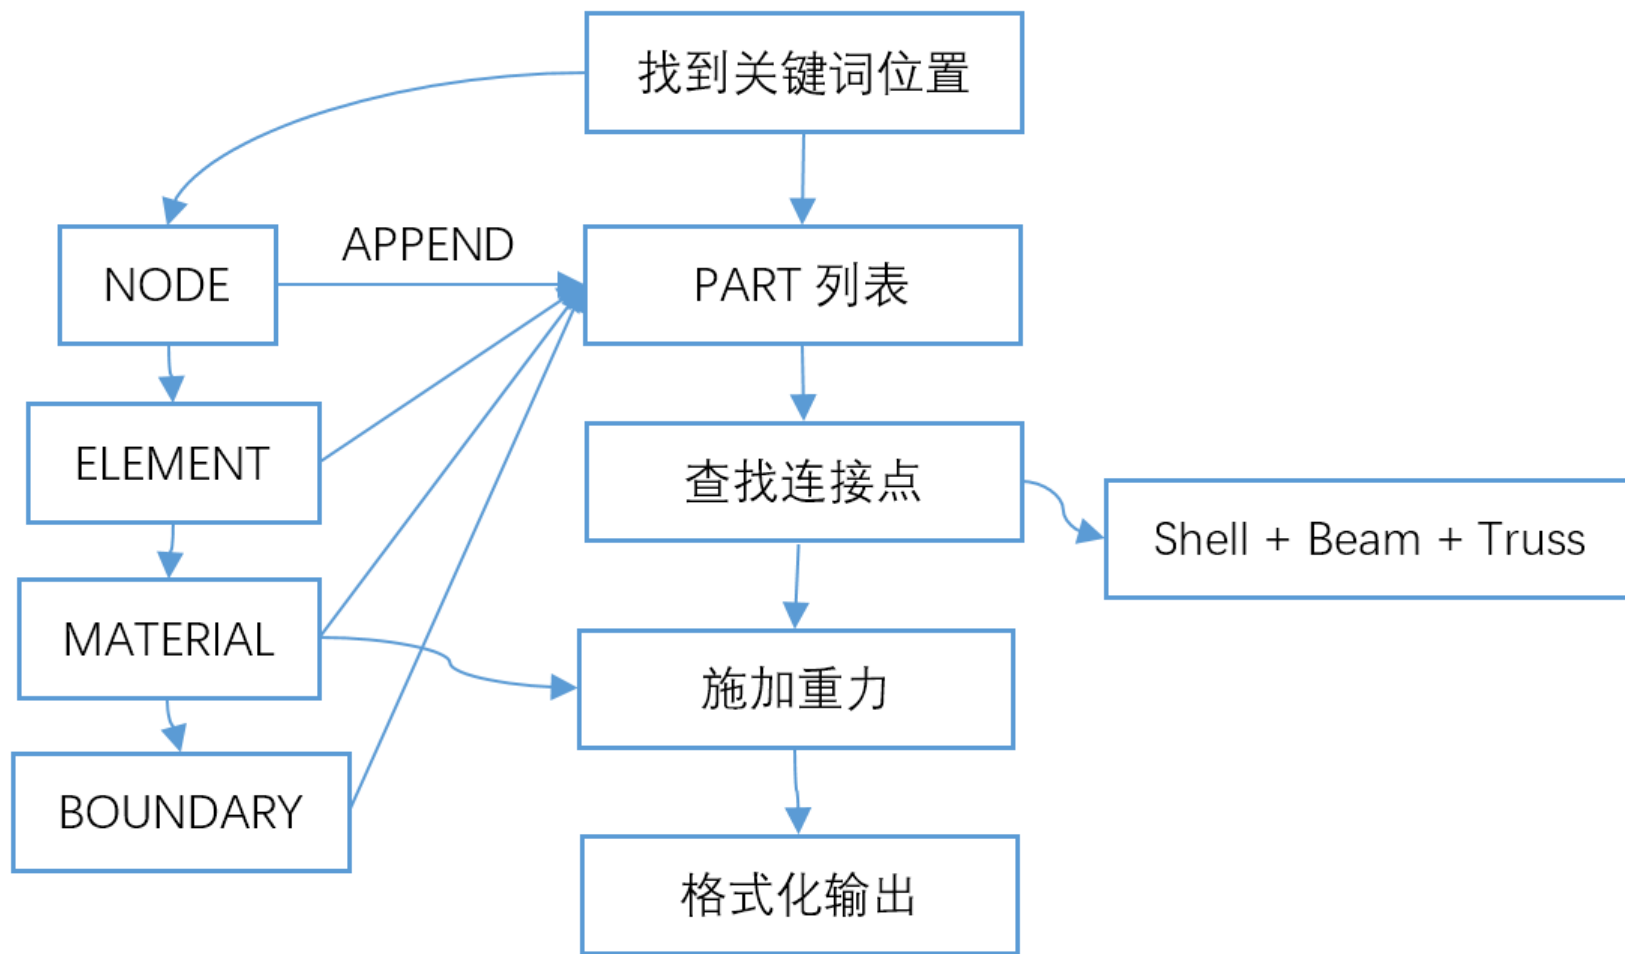 找到关键词位置
NODE
APPEND
PART 列表
ELEMENT
查找连接点
Shell + Beam + Truss
MATERIAL
施加重力
BOUNDARY
格式化输出